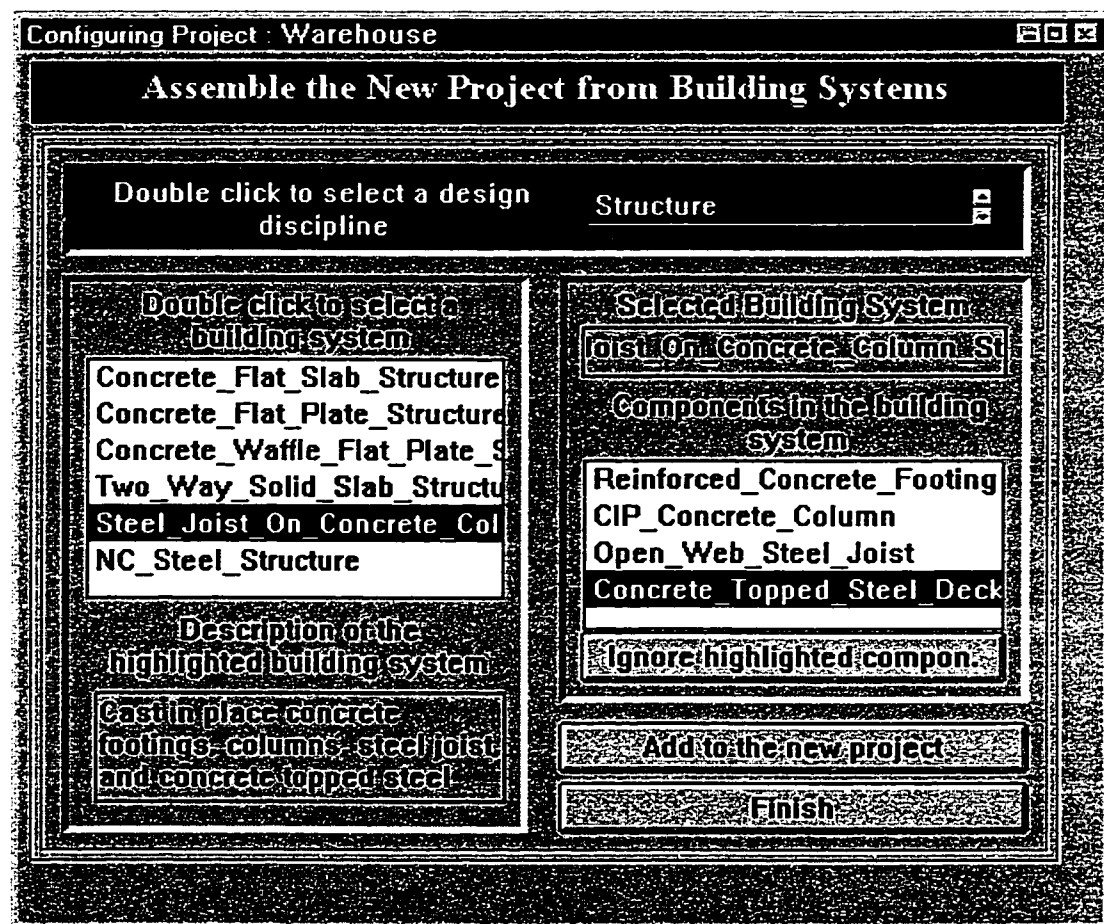 Configuring Project : Warehouse
Assemble the New Project from Building Systems
Double click to select a design
discipline
Structure
Double click to select a
building system
Concrete_Flat_Slab_Structure
Concrete_Flat_Plate_Structure
Concrete_Waffle_Flat_Plate_S
Two_Way_Solid_Slab_Structu
Steel_Joist_On_Concrete_Col
NC_Steel_Structure
Description of the
highlighted building system
Cast in place concrete
footings, columns, steel joist
and concrete topped steel
Selected Building System
Joist_On_Concrete_Column_St
Components in the building
system
Reinforced_Concrete_Footing
CIP_Concrete_Column
Open_Web_Steel_Joist
Concrete_Topped_Steel_Deck
Ignore highlighted compon.
Add to the new project
Finish